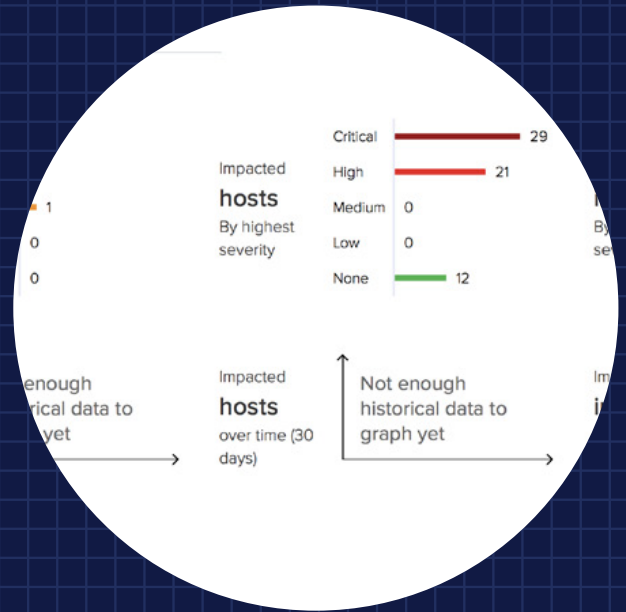 1
0
0
Impacted
hosts
By highest
severity
Critical 29
High 21
Medium 0
Low 0
None 12
By
enough
data to
yet
Impacted
hosts
over time (30
days)
Not enough
historical data to
graph yet